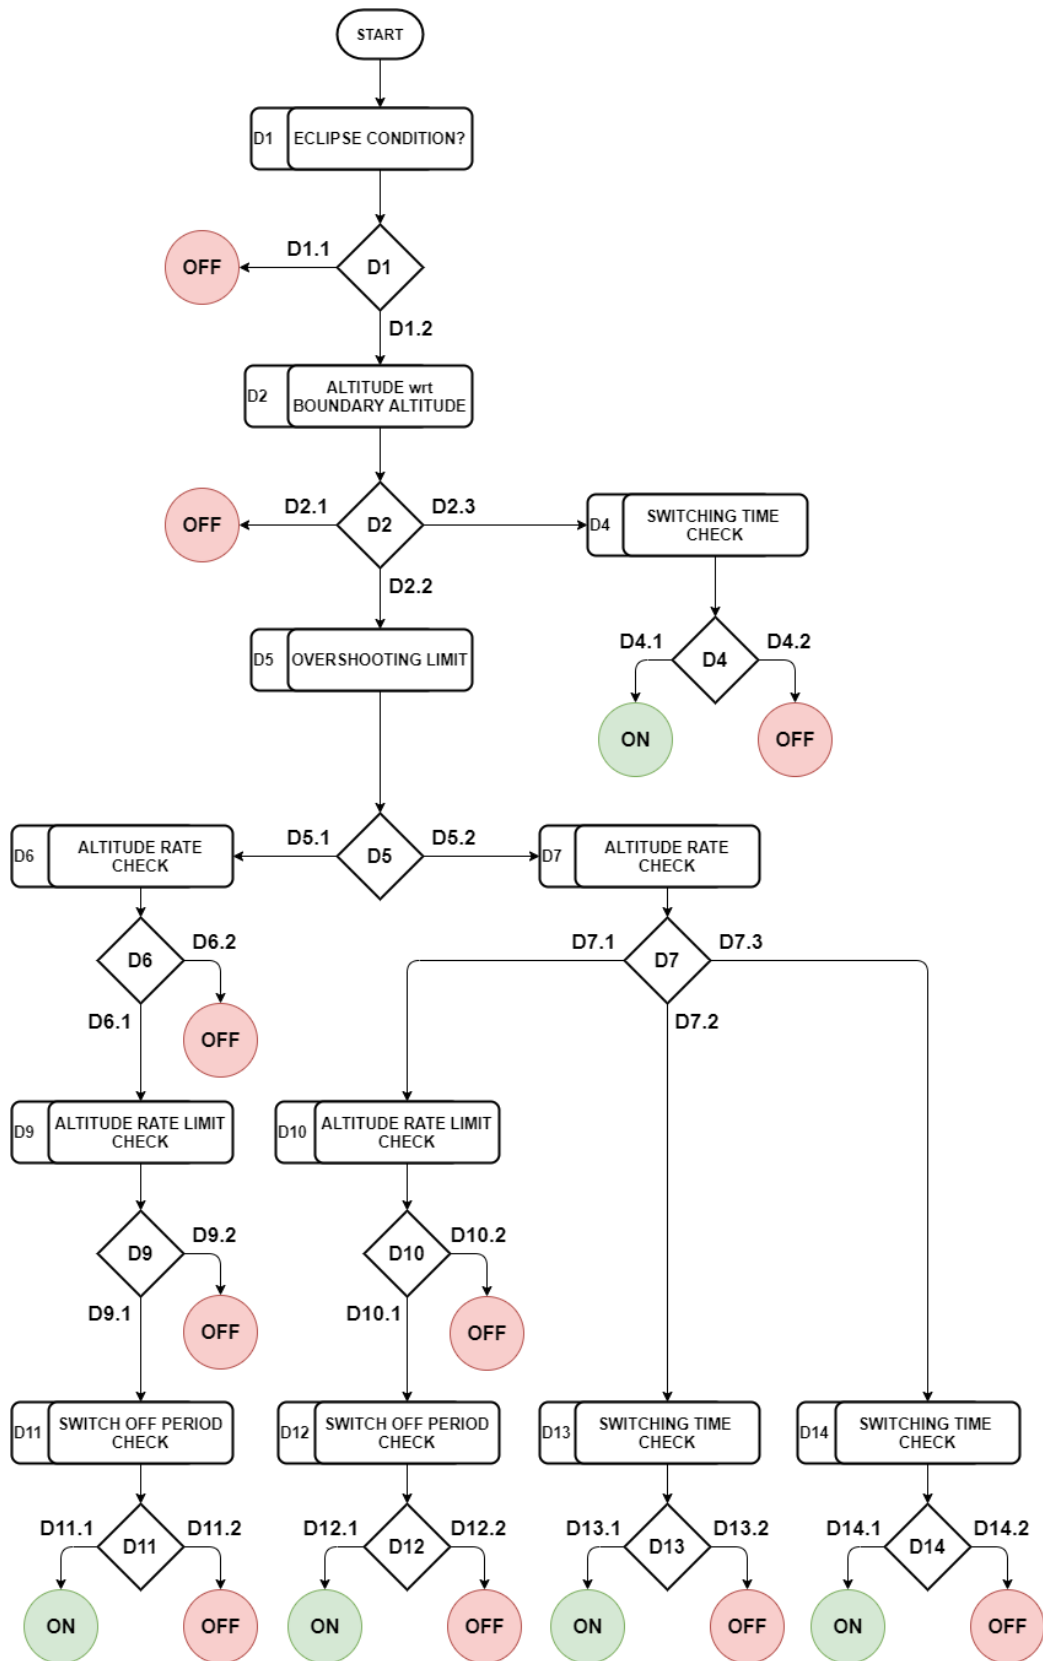 START
D1
ECLIPSE CONDITION?
D1.1
OFF
D1
D1.2
D2
ALTITUDE wrt
BOUNDARY ALTITUDE
OFF
D2.1
D2
D2.3
D2.2
D4
SWITCHING TIME
CHECK
D4.1
D4
D4.2
ON
OFF
D5
OVERSHOOTING LIMIT
D5.1
D5
D5.2
D6
ALTITUDE RATE
CHECK
D7
ALTITUDE RATE
CHECK
D6
D6.2
OFF
D6.1
D7.1
D7
D7.3
D7.2
D9
ALTITUDE RATE LIMIT
CHECK
D10
ALTITUDE RATE LIMIT
CHECK
D9
D9.2
OFF
D9.1
D10
D10.2
OFF
D10.1
D11
SWITCH OFF PERIOD
CHECK
D12
SWITCH OFF PERIOD
CHECK
D13
SWITCHING TIME
CHECK
D14
SWITCHING TIME
CHECK
D11.1
D11
D11.2
D12.1
D12
D12.2
D13.1
D13
D13.2
D14.1
D14
D14.2
ON
OFF
ON
OFF
ON
OFF
ON
OFF